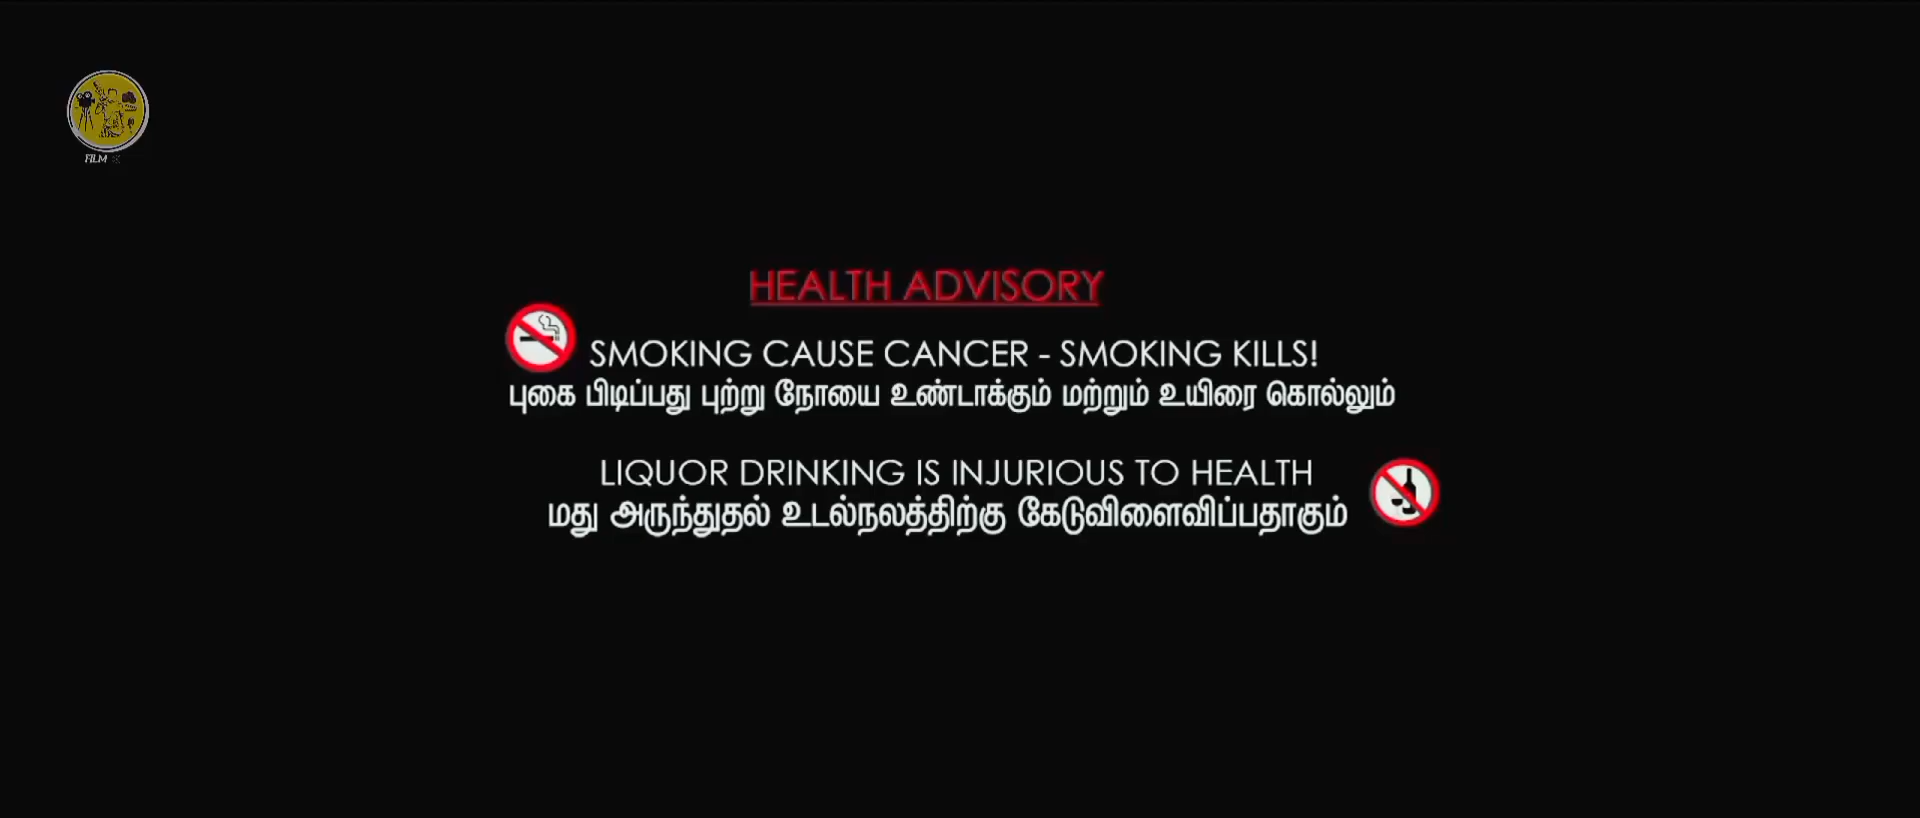 FILM
HEALTH ADVISORY
SMOKING CAUSE CANCER - SMOKING KILLS!
புகை பிடிப்பது புற்று நோயை உண்டாக்கும் மற்றும் உயிரை கொல்லும்
LIQUOR DRINKING IS INJURIOUS TO HEALTH
மது அருந்துதல் உடல்நலத்திற்கு கேடுவிளைவிப்பதாகும்